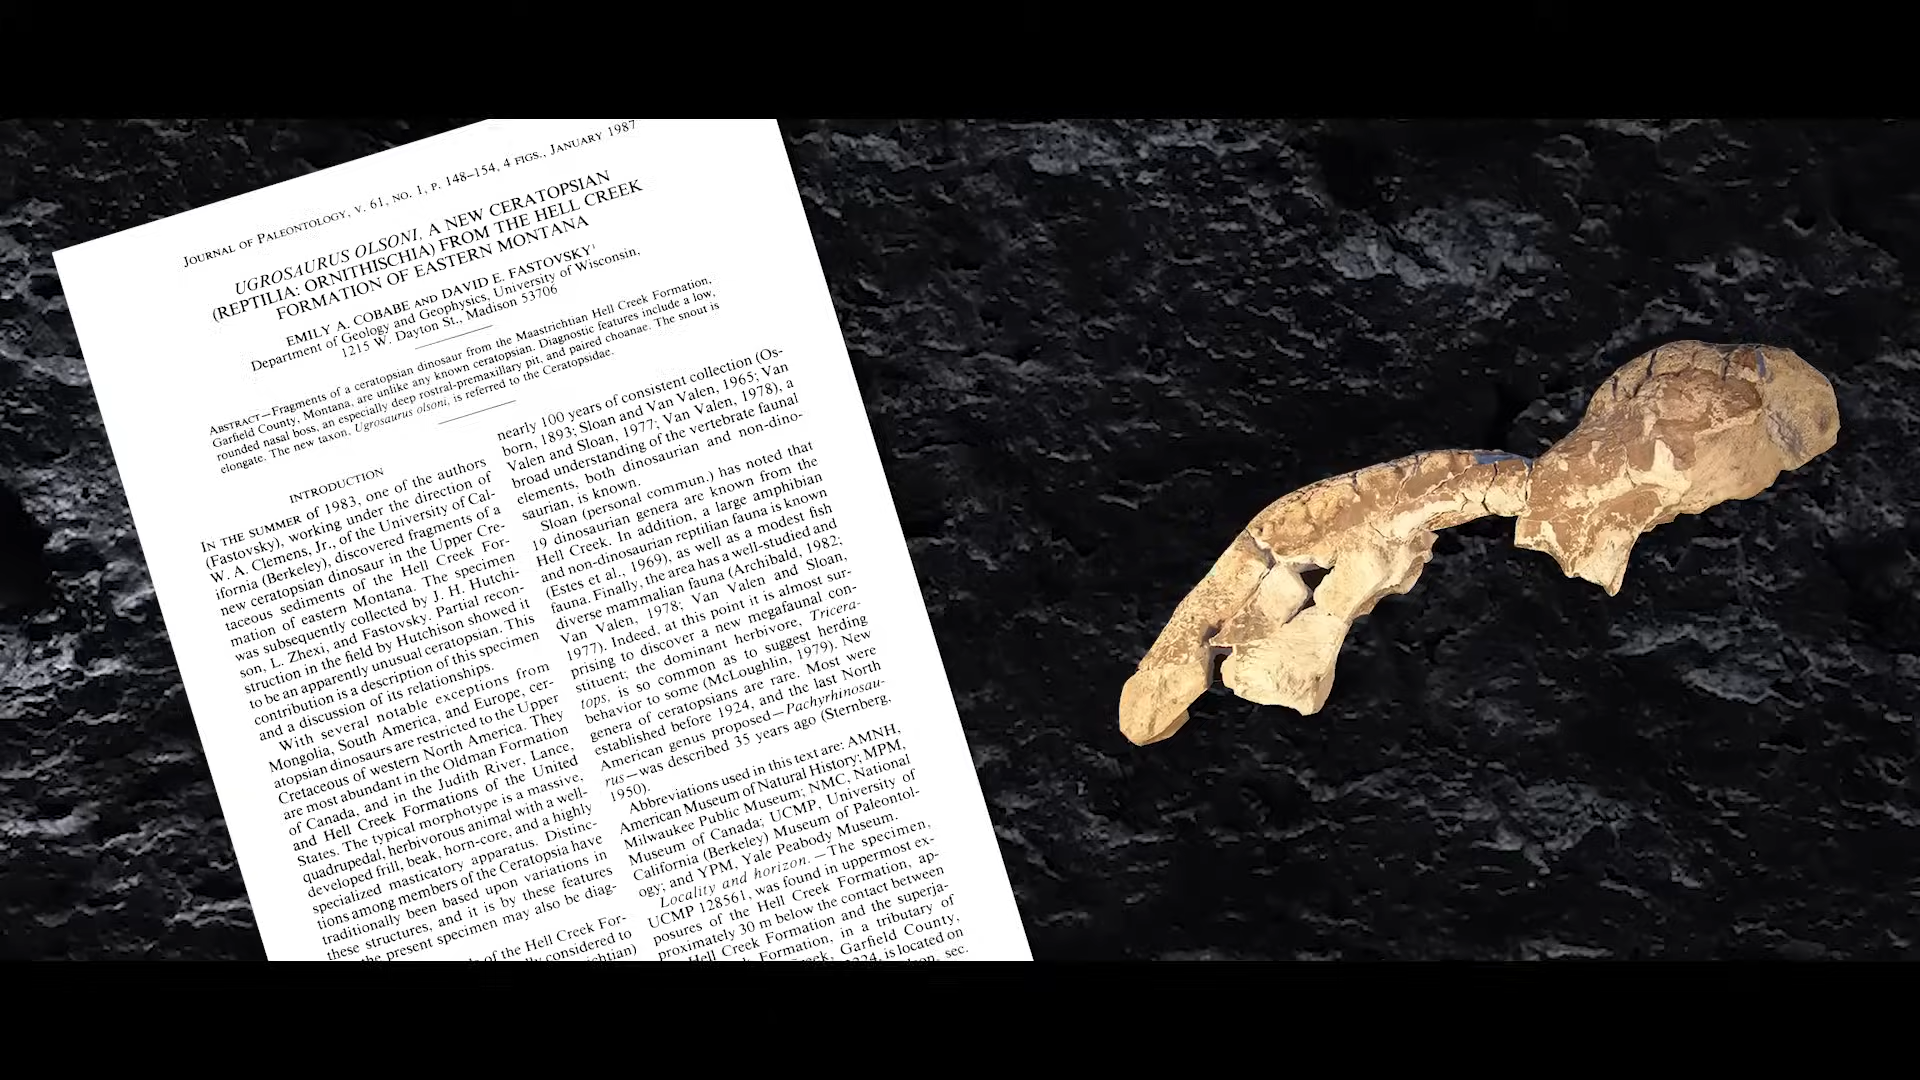 JOURNAL OF PALEONTOLOGY, V. 61, NO. 1, P. 148–154, 4 FIGS., JANUARY 1987
UGROSAURUS OLSONI, A NEW CERATOPSIAN
(REPTILIA: ORNITHISCHIA) FROM THE HELL CREEK
FORMATION OF EASTERN MONTANA
EMILY A. COBABE AND DAVID E. FASTOVSKY¹
Department of Geology and Geophysics, University of Wisconsin,
1215 W. Dayton St., Madison 53706
ABSTRACT—Fragments of a ceratopsian dinosaur from the Maastrichtian Hell Creek Formation,
Garfield County, Montana, are unlike any known ceratopsian. Diagnostic features include a low,
rounded nasal boss, an especially deep rostral-premaxillary pit, and paired choanae. The snout is
elongate. The new taxon, Ugrosaurus olsoni, is referred to the Ceratopsidae.
INTRODUCTION
IN THE SUMMER of 1983, one of the authors
(Fastovsky), working under the direction of
W. A. Clemens, Jr., of the University of Cal-
ifornia (Berkeley), discovered fragments of a
new ceratopsian dinosaur in the Upper Cre-
taceous sediments of the Hell Creek For-
mation of eastern Montana. The specimen
was subsequently collected by J. H. Hutchi-
son, L. Zhexi, and Fastovsky. Partial recon-
struction in the field by Hutchison showed it
to be an apparently unusual ceratopsian. This
contribution is a description of this specimen
and a discussion of its relationships.
With several notable exceptions from
Mongolia, South America, and Europe, cer-
atopsian dinosaurs are restricted to the Upper
Cretaceous of western North America. They
are most abundant in the Oldman Formation
of Canada, and in the Judith River, Lance,
and Hell Creek Formations of the United
States. The typical morphotype is a massive,
quadrupedal, herbivorous animal with a well-
developed frill, beak, horn-core, and a highly
specialized masticatory apparatus. Distinc-
tions among members of the Ceratopsia have
traditionally been based upon variations in
these structures, and it is by these features
the present specimen may also be diag-
of the Hell Creek For-
considered to
nearly 100 years of consistent collection (Os-
born, 1893; Sloan and Van Valen, 1965; Van
Valen and Sloan, 1977; Van Valen, 1978), a
broad understanding of the vertebrate faunal
elements, both dinosaurian and non-dino-
saurian, is known.
Sloan (personal commun.) has noted that
19 dinosaurian genera are known from the
Hell Creek. In addition, a large amphibian
and non-dinosaurian reptilian fauna is known
(Estes et al., 1969), as well as a modest fish
fauna. Finally, the area has a well-studied and
diverse mammalian fauna (Archibald, 1982;
Van Valen, 1978; Van Valen and Sloan,
1977). Indeed, at this point it is almost sur-
prising to discover a new megafaunal con-
stituent; the dominant herbivore, Tricera-
tops, is so common as to suggest herding
behavior to some (McLoughlin, 1979). New
genera of ceratopsians are rare. Most were
established before 1924, and the last North
American genus proposed—Pachyrhinosau-
rus—was described 35 years ago (Sternberg,
1950).
Abbreviations used in this text are: AMNH,
American Museum of Natural History; MPM,
Milwaukee Public Museum; NMC, National
Museum of Canada; UCMP, University of
California (Berkeley) Museum of Paleontol-
ogy; and YPM, Yale Peabody Museum.
Locality and horizon.—The specimen,
UCMP 128561, was found in uppermost ex-
posures of the Hell Creek Formation, ap-
proximately 30 m below the contact between
Hell Creek Formation and the superja-
Formation, in a tributary of
Garfield County,
is located on
sec.